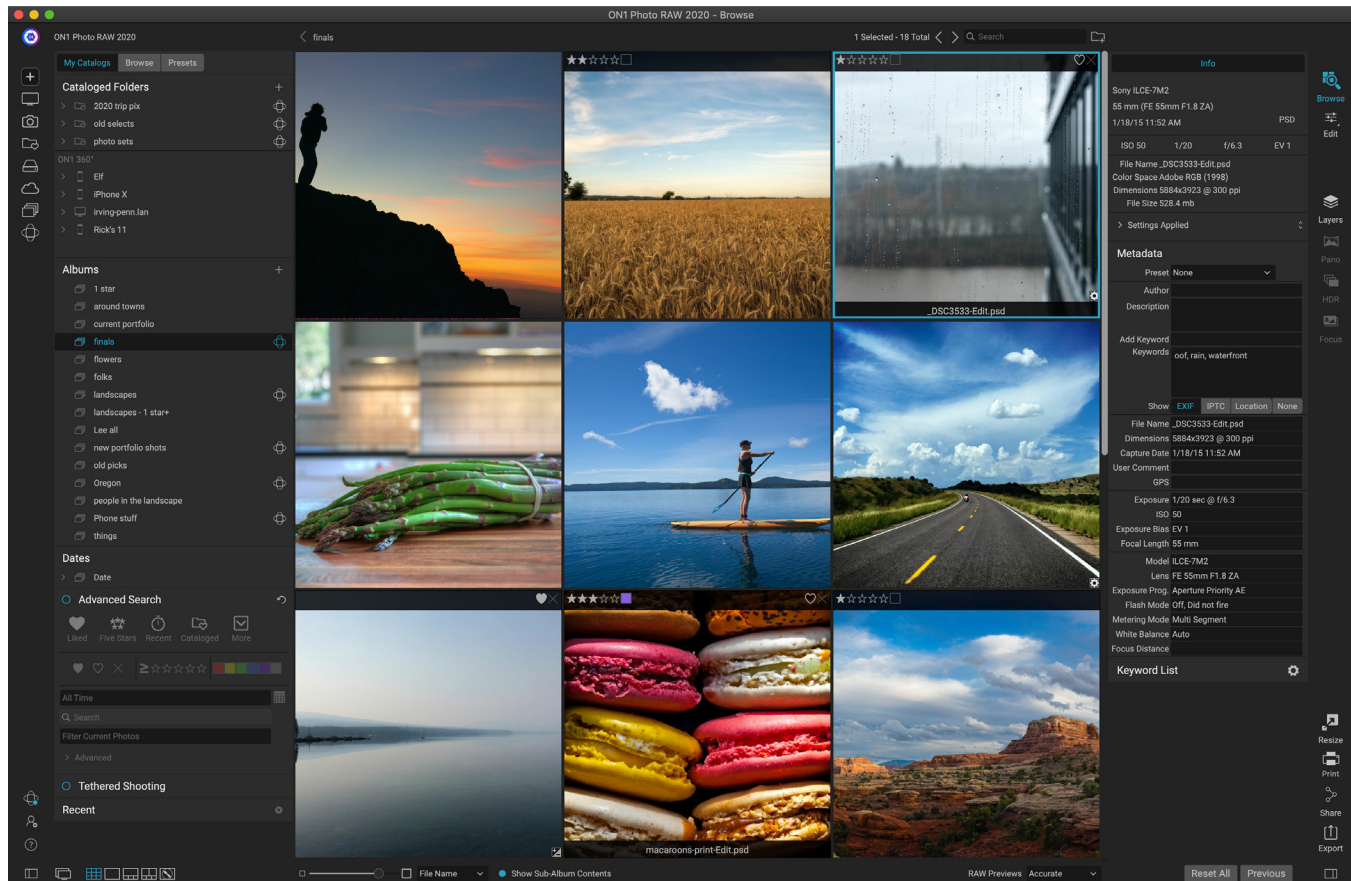 ON1 Photo RAW 2020 - Browse
ON1 Photo RAW 2020
finals
1 Selected - 18 Total
Search
My Catalogs Browse Presets
Cataloged Folders
2020 trip pix
old selects
photo sets
ON1 360°
Elf
iPhone X
irving-penn.lan
Rick's 11
Albums
1 star
around towns
current portfolio
finals
flowers
folks
landscapes
landscapes - 1 star+
Lee all
new portfolio shots
old picks
Oregon
people in the landscape
Phone stuff
things
Dates
Date
Advanced Search
Liked Five Stars Recent Cataloged More
All Time
Search
Filter Current Photos
Advanced
Tethered Shooting
Recent
_DSC3533-Edit.psd
macaroons-print-Edit.psd
File Name
Show Sub-Album Contents
RAW Previews Accurate
Info
Sony ILCE-7M2
55 mm (FE 55mm F1.8 ZA)
1/18/15 11:52 AM PSD
ISO 50 1/20 f/6.3 EV 1
File Name _DSC3533-Edit.psd
Color Space Adobe RGB (1998)
Dimensions 5884x3923 @ 300 ppi
File Size 528.4 mb
Settings Applied
Metadata
Preset None
Author
Description
Add Keyword
Keywords oof, rain, waterfront
Show EXIF IPTC Location None
File Name _DSC3533-Edit.psd
Dimensions 5884x3923 @ 300 ppi
Capture Date 1/18/15 11:52 AM
User Comment
GPS
Exposure 1/20 sec @ f/6.3
ISO 50
Exposure Bias EV 1
Focal Length 55 mm
Model ILCE-7M2
Lens FE 55mm F1.8 ZA
Exposure Prog. Aperture Priority AE
Flash Mode Off, Did not fire
Metering Mode Multi Segment
White Balance Auto
Focus Distance
Keyword List
Reset All Previous
Browse
Edit
Layers
Pano
HDR
Focus
Resize
Print
Share
Export